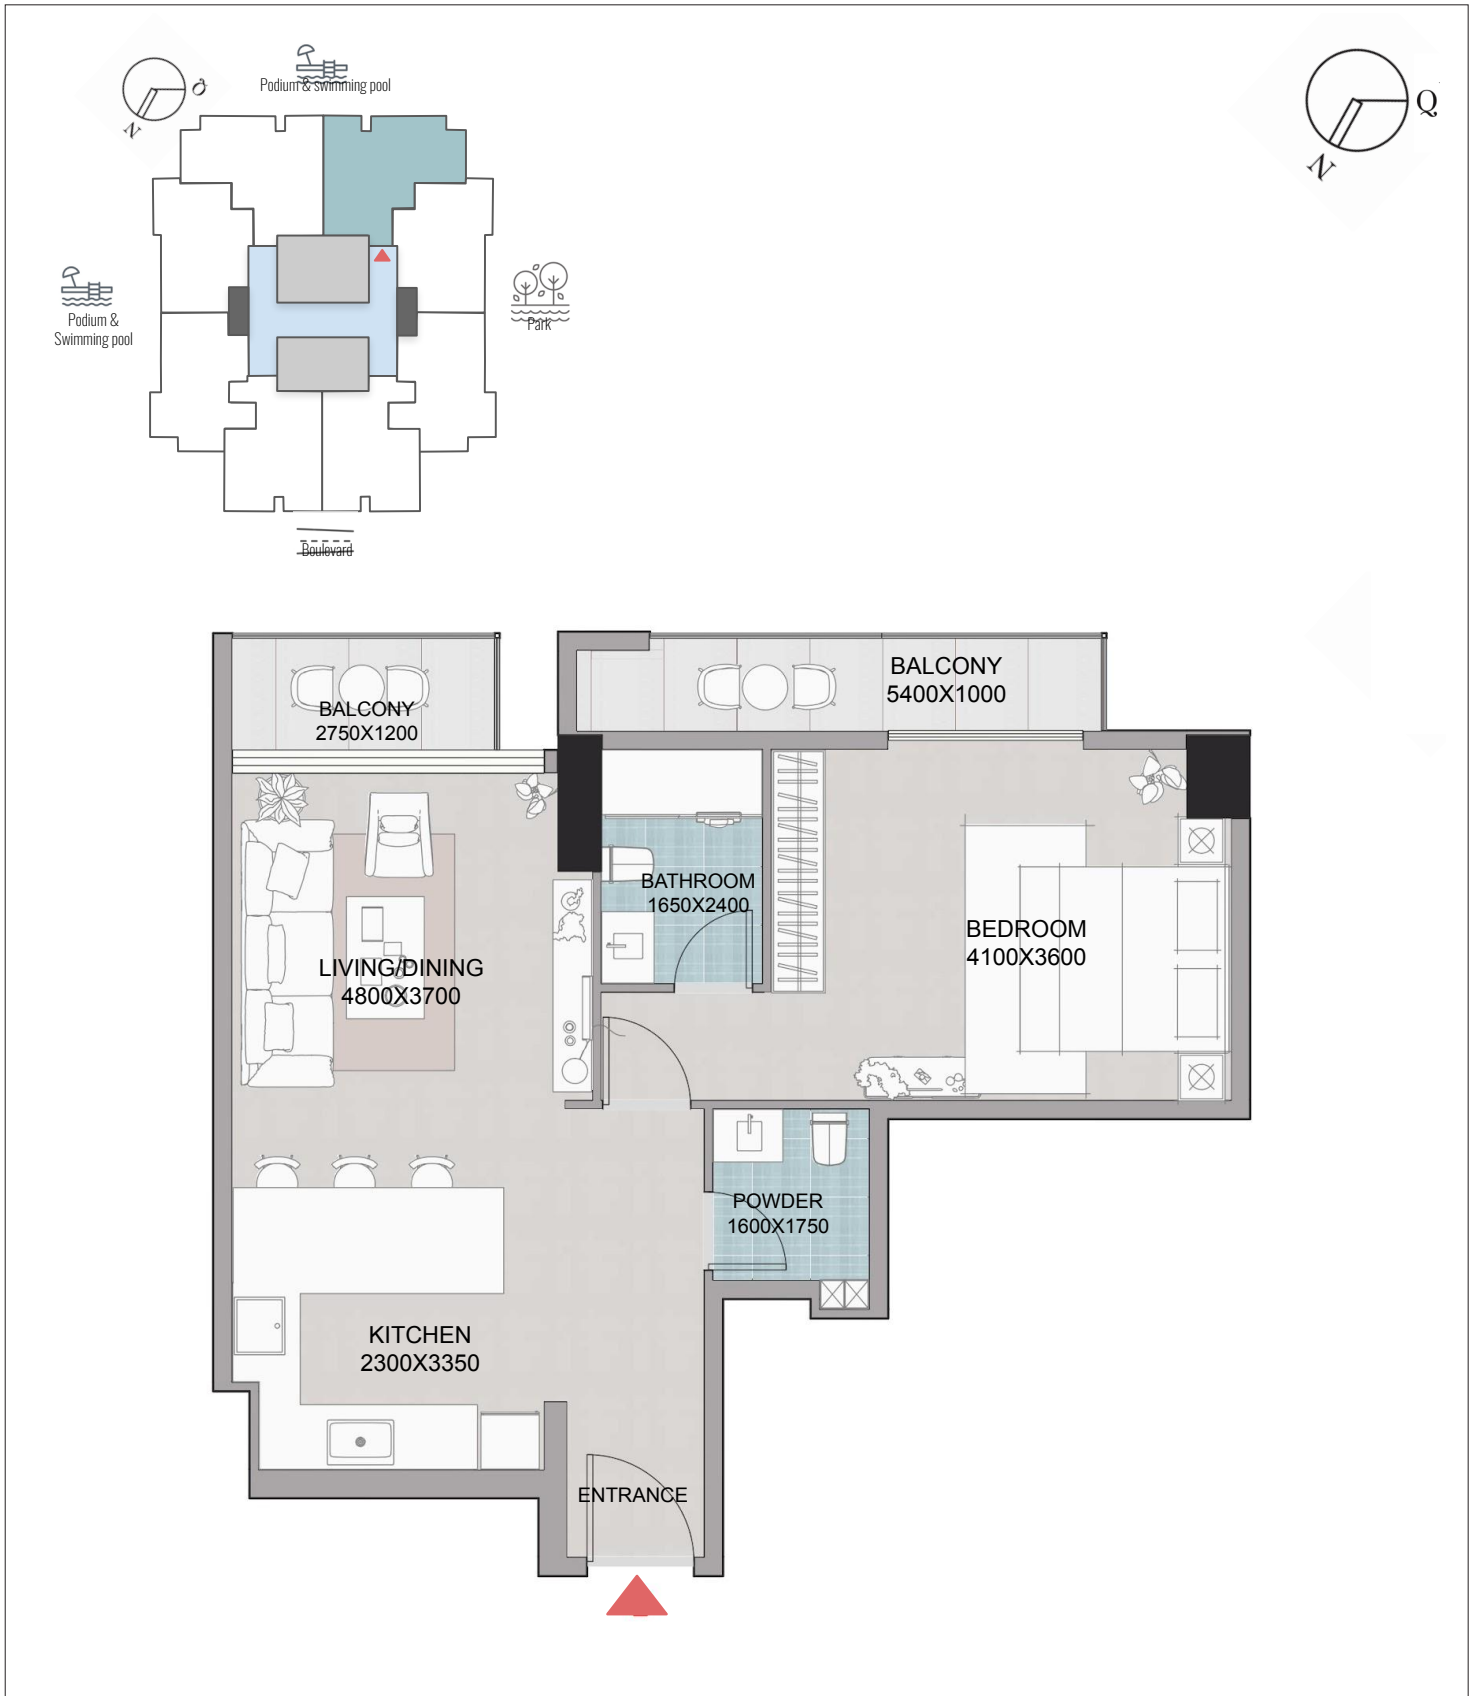 Podium & swimming pool
Q
N
Q
N
Podium &
Swimming pool
Park
Boulevard
BALCONY
5400X1000
BALCONY
2750X1200
BATHROOM
1650X2400
BEDROOM
4100X3600
LIVING/DINING
4800X3700
POWDER
1600X1750
KITCHEN
2300X3350
ENTRANCE